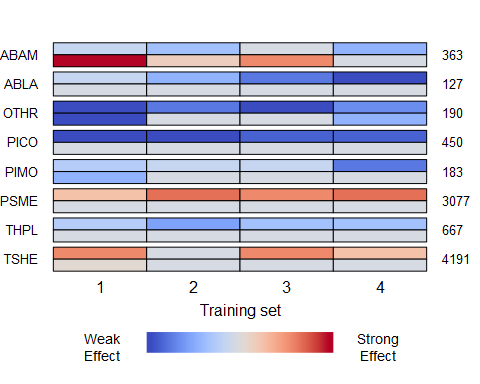 ABAM 363
ABLA 127
OTHR 190
PICO 450
PIMO 183
PSME 3077
THPL 667
TSHE 4191
1 2 3 4
Training set
Weak Effect
Strong Effect